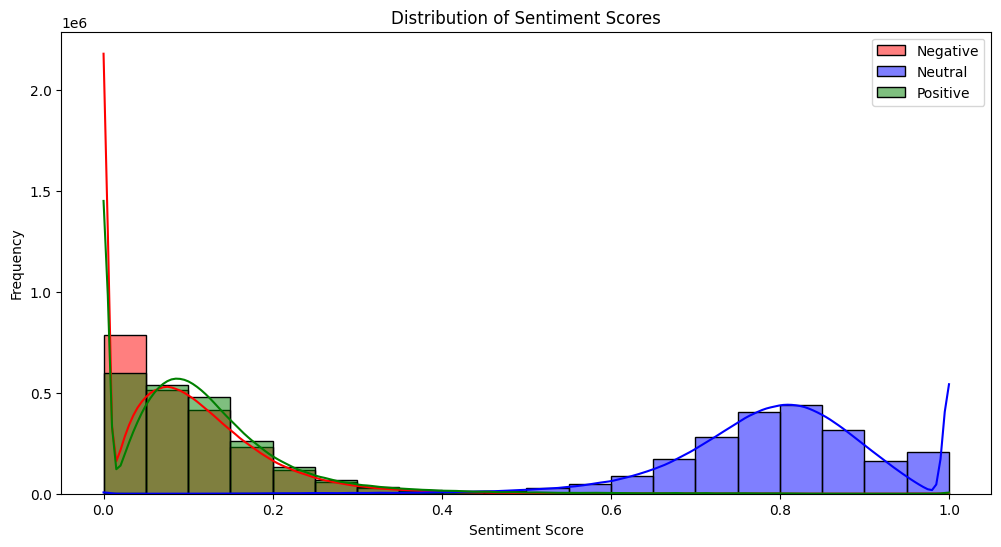 Distribution of Sentiment Scores
1e6
Negative
Neutral
Positive
2.0
1.5
1.0
0.5
0.0
Frequency
0.0 0.2 0.4 0.6 0.8 1.0
Sentiment Score